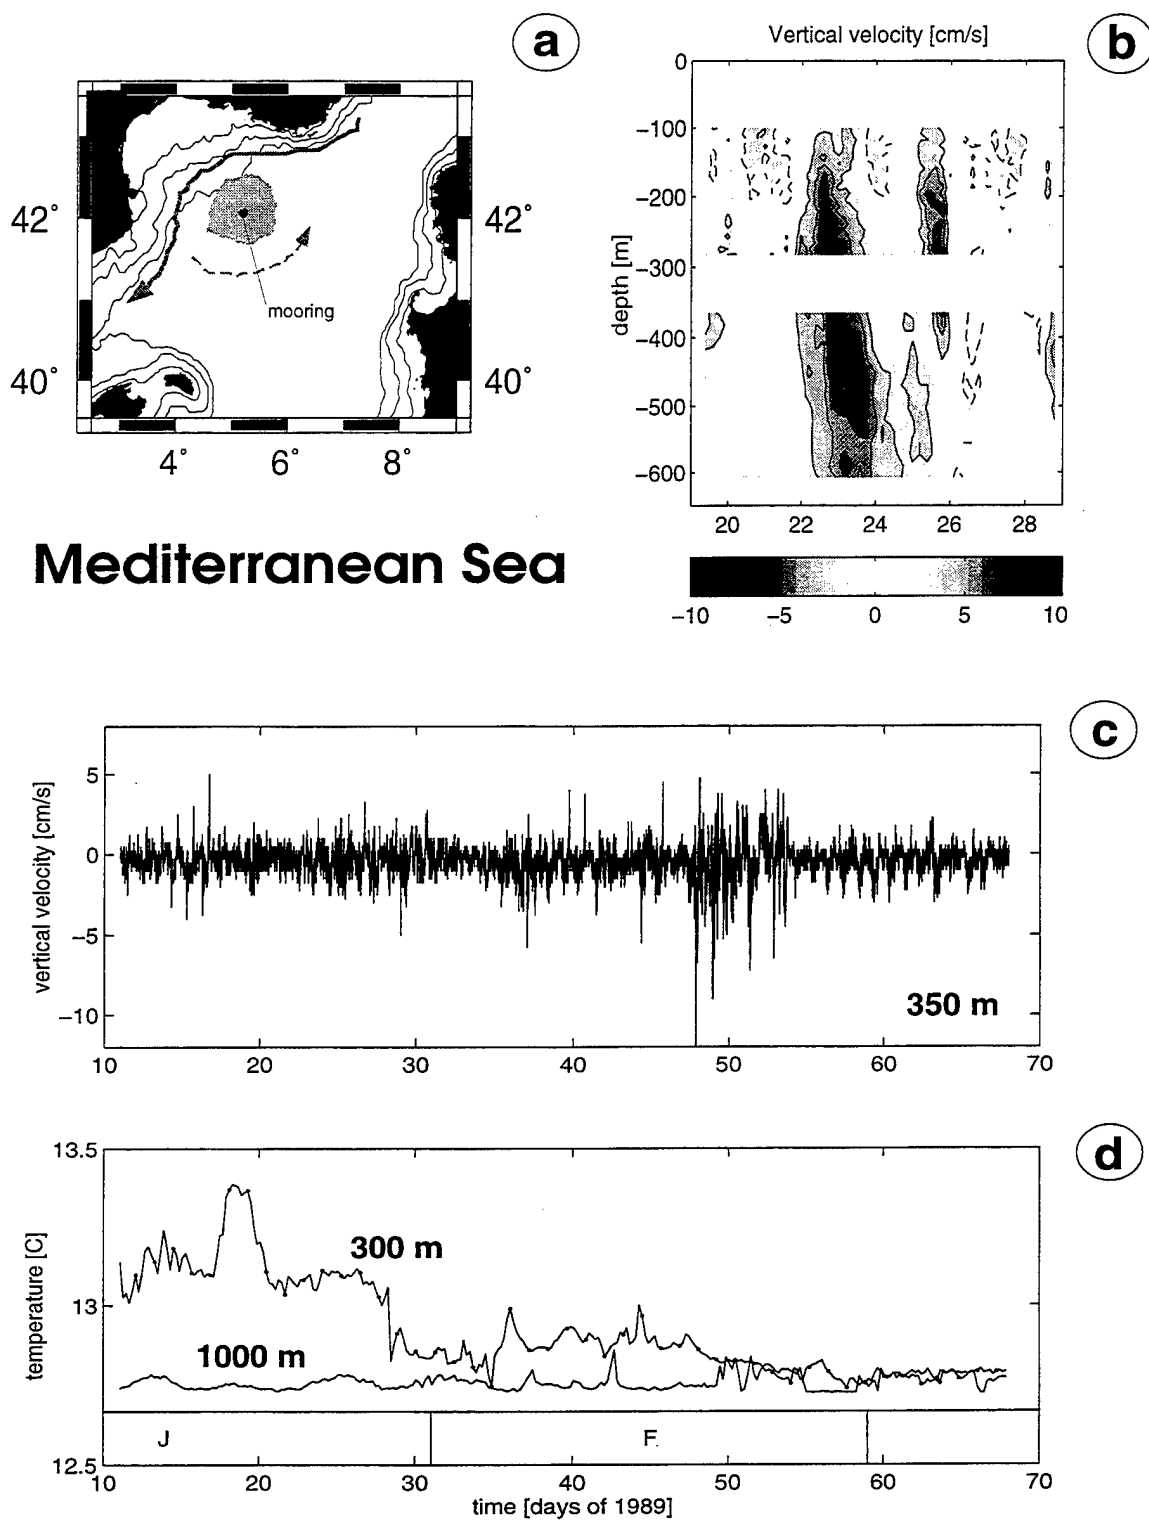 a
42°
40°
42°
40°
mooring
4°
6°
8°
Mediterranean Sea
b
Vertical velocity [cm/s]
depth [m]
0
−100
−200
−300
−400
−500
−600
20
22
24
26
28
−10
−5
0
5
10
c
vertical velocity [cm/s]
5
0
−5
−10
350 m
10
20
30
40
50
60
70
d
temperature [C]
13.5
13
12.5
300 m
1000 m
J
F
10
20
30
40
50
60
70
time [days of 1989]